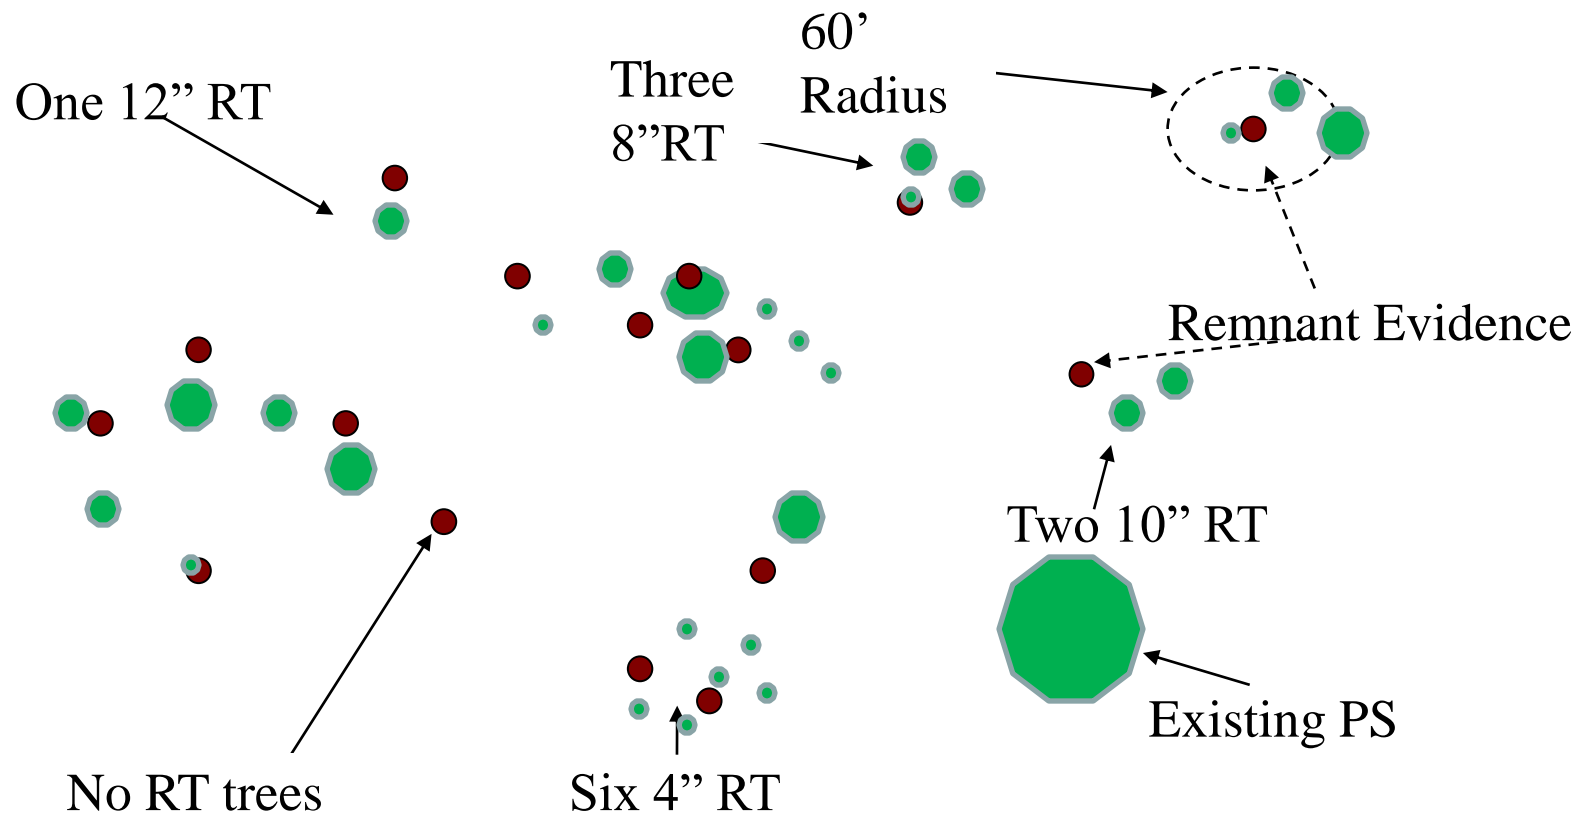 60’
Radius
Three
8”RT
One 12” RT
Remnant Evidence
Two 10” RT
Existing PS
No RT trees
Six 4” RT